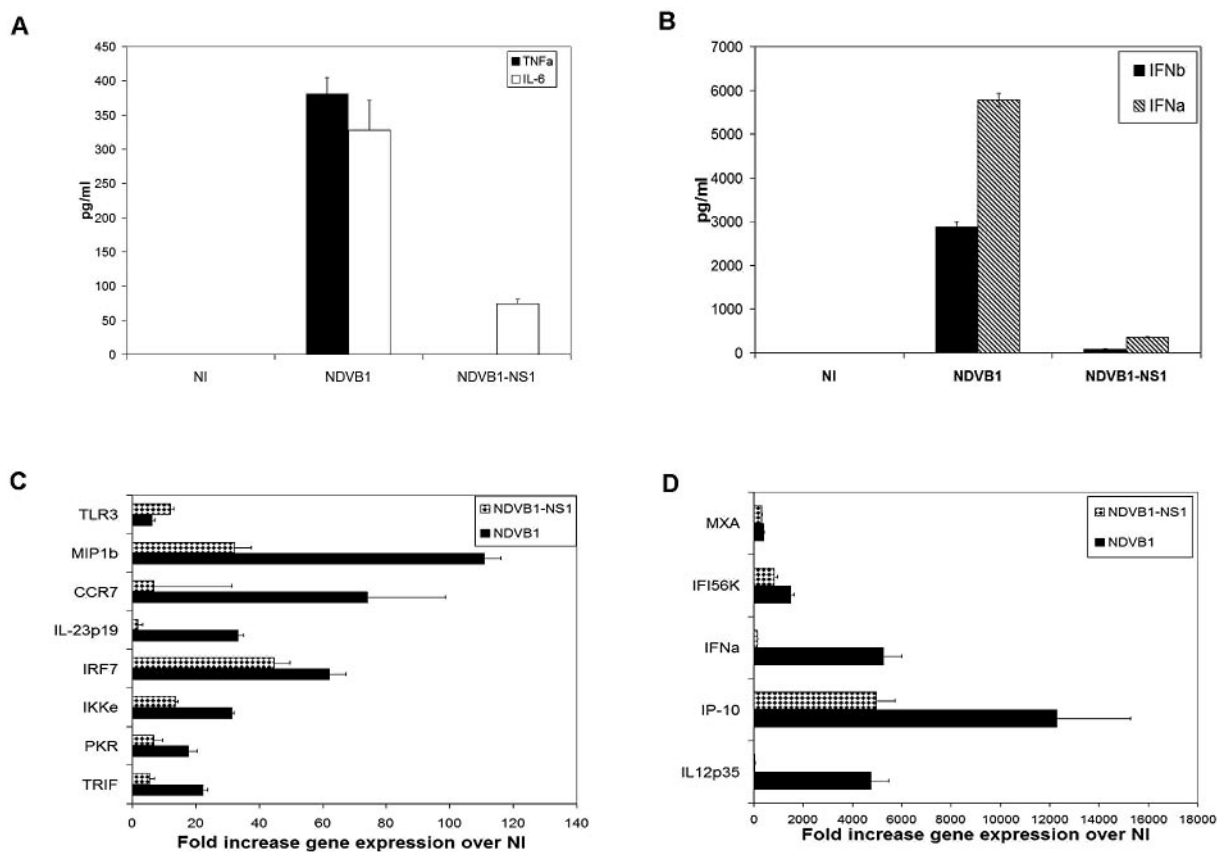 A
450
400
350
300
250
200
150
100
50
0
pg/ml
TNFa
IL-6
NI NDVB1 NDVB1-NS1
B
7000
6000
5000
4000
3000
2000
1000
0
pg/ml
IFNb
IFNa
NI NDVB1 NDVB1-NS1
C
NDVB1-NS1
NDVB1
TLR3
MIP1b
CCR7
IL-23p19
IRF7
IKKe
PKR
TRIF
0 20 40 60 80 100 120 140
Fold increase gene expression over NI
D
NDVB1-NS1
NDVB1
MXA
IFI56K
IFNa
IP-10
IL12p35
0 2000 4000 6000 8000 10000 12000 14000 16000 18000
Fold increase gene expression over NI